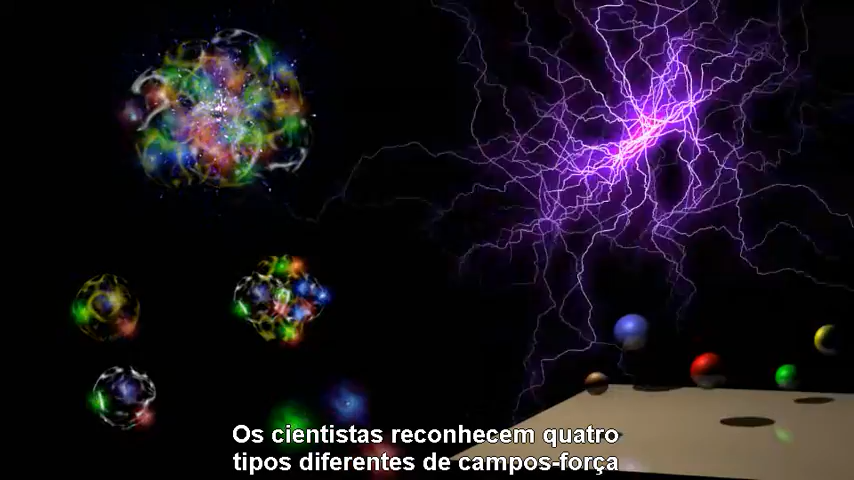 Os cientistas reconhecem quatro
tipos diferentes de campos-força